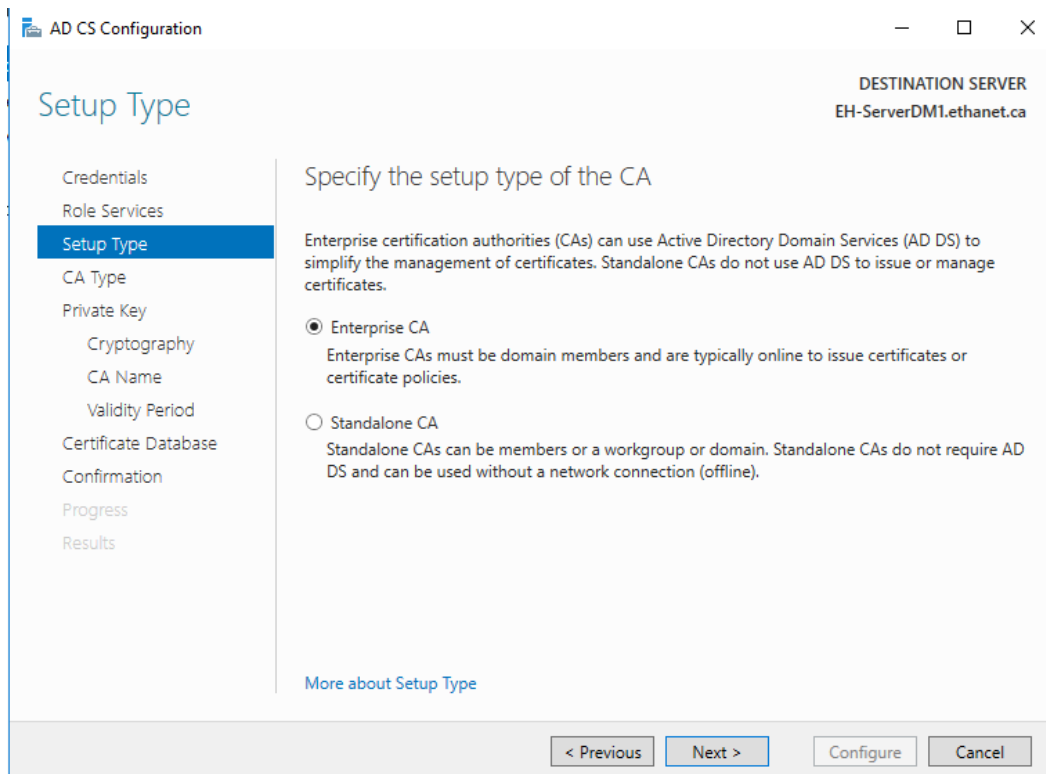 AD CS Configuration
DESTINATION SERVER
EH-ServerDM1.ethanet.ca
Setup Type
Credentials
Role Services
Setup Type
CA Type
Private Key
Cryptography
CA Name
Validity Period
Certificate Database
Confirmation
Progress
Results
Specify the setup type of the CA
Enterprise certification authorities (CAs) can use Active Directory Domain Services (AD DS) to
simplify the management of certificates. Standalone CAs do not use AD DS to issue or manage
certificates.
Enterprise CA
Enterprise CAs must be domain members and are typically online to issue certificates or
certificate policies.
Standalone CA
Standalone CAs can be members or a workgroup or domain. Standalone CAs do not require AD
DS and can be used without a network connection (offline).
More about Setup Type
< Previous
Next >
Configure
Cancel